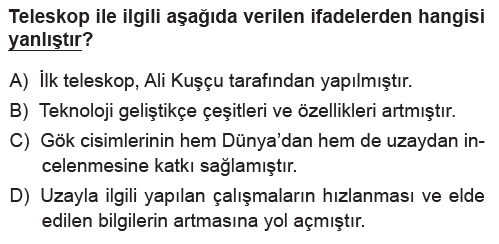 Teleskop ile ilgili aşağıda verilen ifadelerden hangisi
yanlıştır?
A) İlk teleskop, Ali Kuşçu tarafından yapılmıştır.
B) Teknoloji geliştikçe çeşitleri ve özellikleri artmıştır.
C) Gök cisimlerinin hem Dünya’dan hem de uzaydan in-
celenmesine katkı sağlamıştır.
D) Uzayla ilgili yapılan çalışmaların hızlanması ve elde
edilen bilgilerin artmasına yol açmıştır.